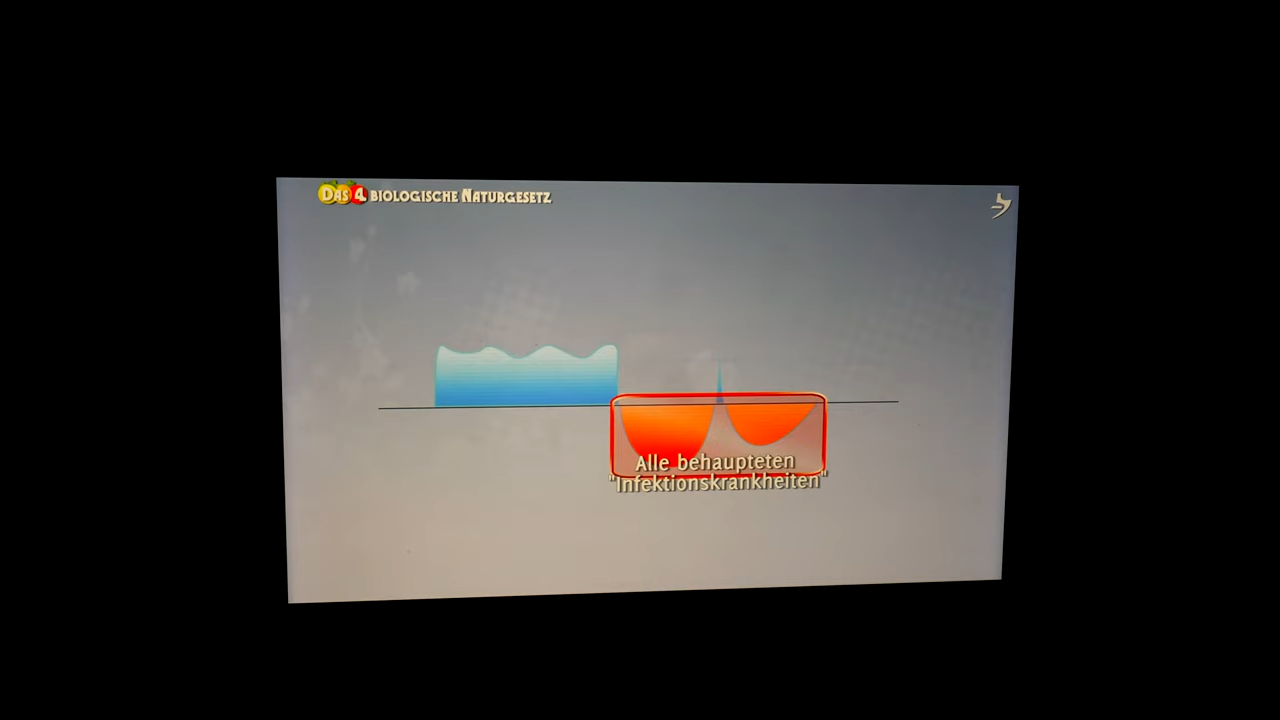 Das 4. biologische Naturgesetz
Alle behaupteten
"Infektionskrankheiten"